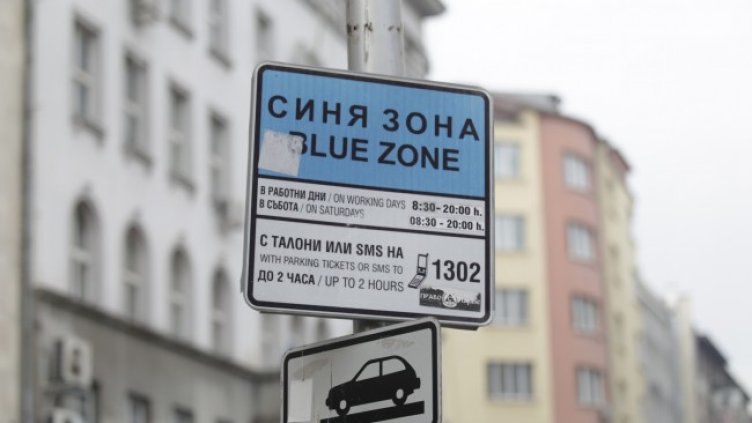 СИНЯ ЗОНА
BLUE ZONE
В РАБОТНИ ДНИ / ON WORKING DAYS 8:30 - 20:00 h.
В СЪБОТА / ON SATURDAYS 08:30 - 20:00 h.
С ТАЛОНИ ИЛИ SMS НА
WITH PARKING TICKETS OR SMS TO 1302
ДО 2 ЧАСА / UP TO 2 HOURS